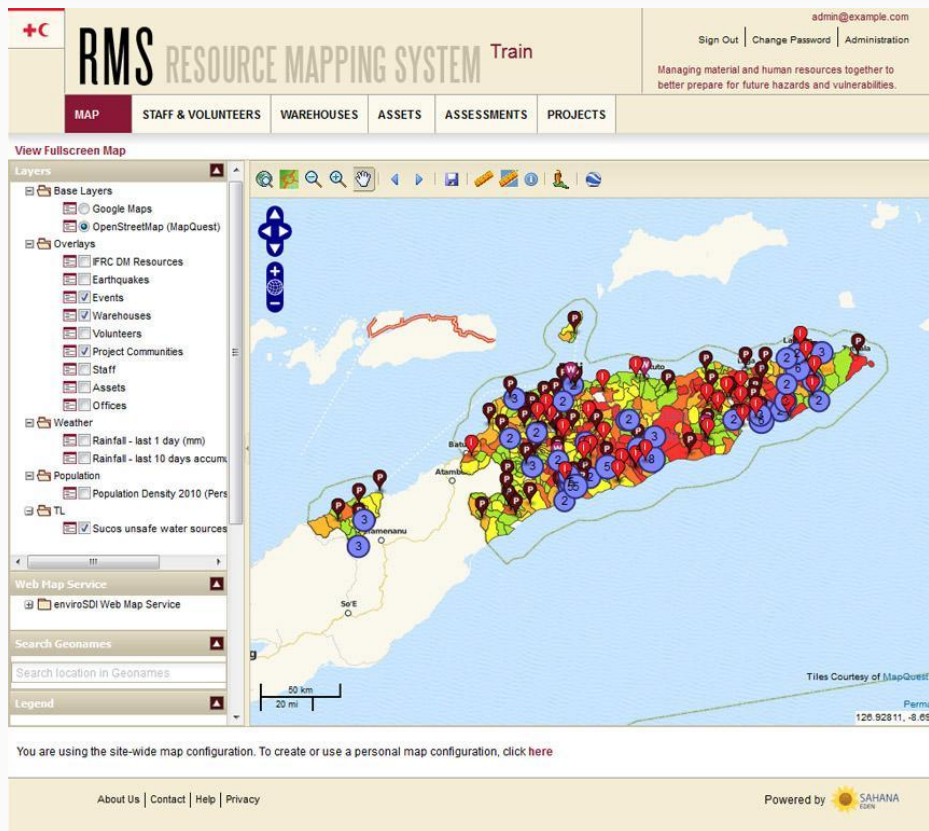 admin@example.com
Sign Out | Change Password | Administration
RMS RESOURCE MAPPING SYSTEM Train
Managing material and human resources together to
better prepare for future hazards and vulnerabilities.
MAP STAFF & VOLUNTEERS WAREHOUSES ASSETS ASSESSMENTS PROJECTS
View Fullscreen Map
Layers
Base Layers
Google Maps
OpenStreetMap (MapQuest)
Overlays
IFRC DM Resources
Earthquakes
Events
Warehouses
Volunteers
Project Communities
Staff
Assets
Offices
Weather
Rainfall - last 1 day (mm)
Rainfall - last 10 days accumu
Population
Population Density 2010 (Pers
TL
Sucos unsafe water sources
Web Map Service
enviroSDI Web Map Service
Search Geonames
Search location in Geonames
Legend
Atambu
So'E
50 km
20 mi
Tiles Courtesy of MapQuest
Perma
126.92811, -8.69
You are using the site-wide map configuration. To create or use a personal map configuration, click here
About Us | Contact | Help | Privacy
Powered by SAHANA
EDEN